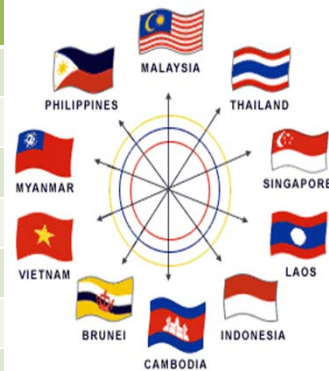 MALAYSIA
PHILIPPINES
THAILAND
MYANMAR
SINGAPORE
VIETNAM
LAOS
BRUNEI
INDONESIA
CAMBODIA